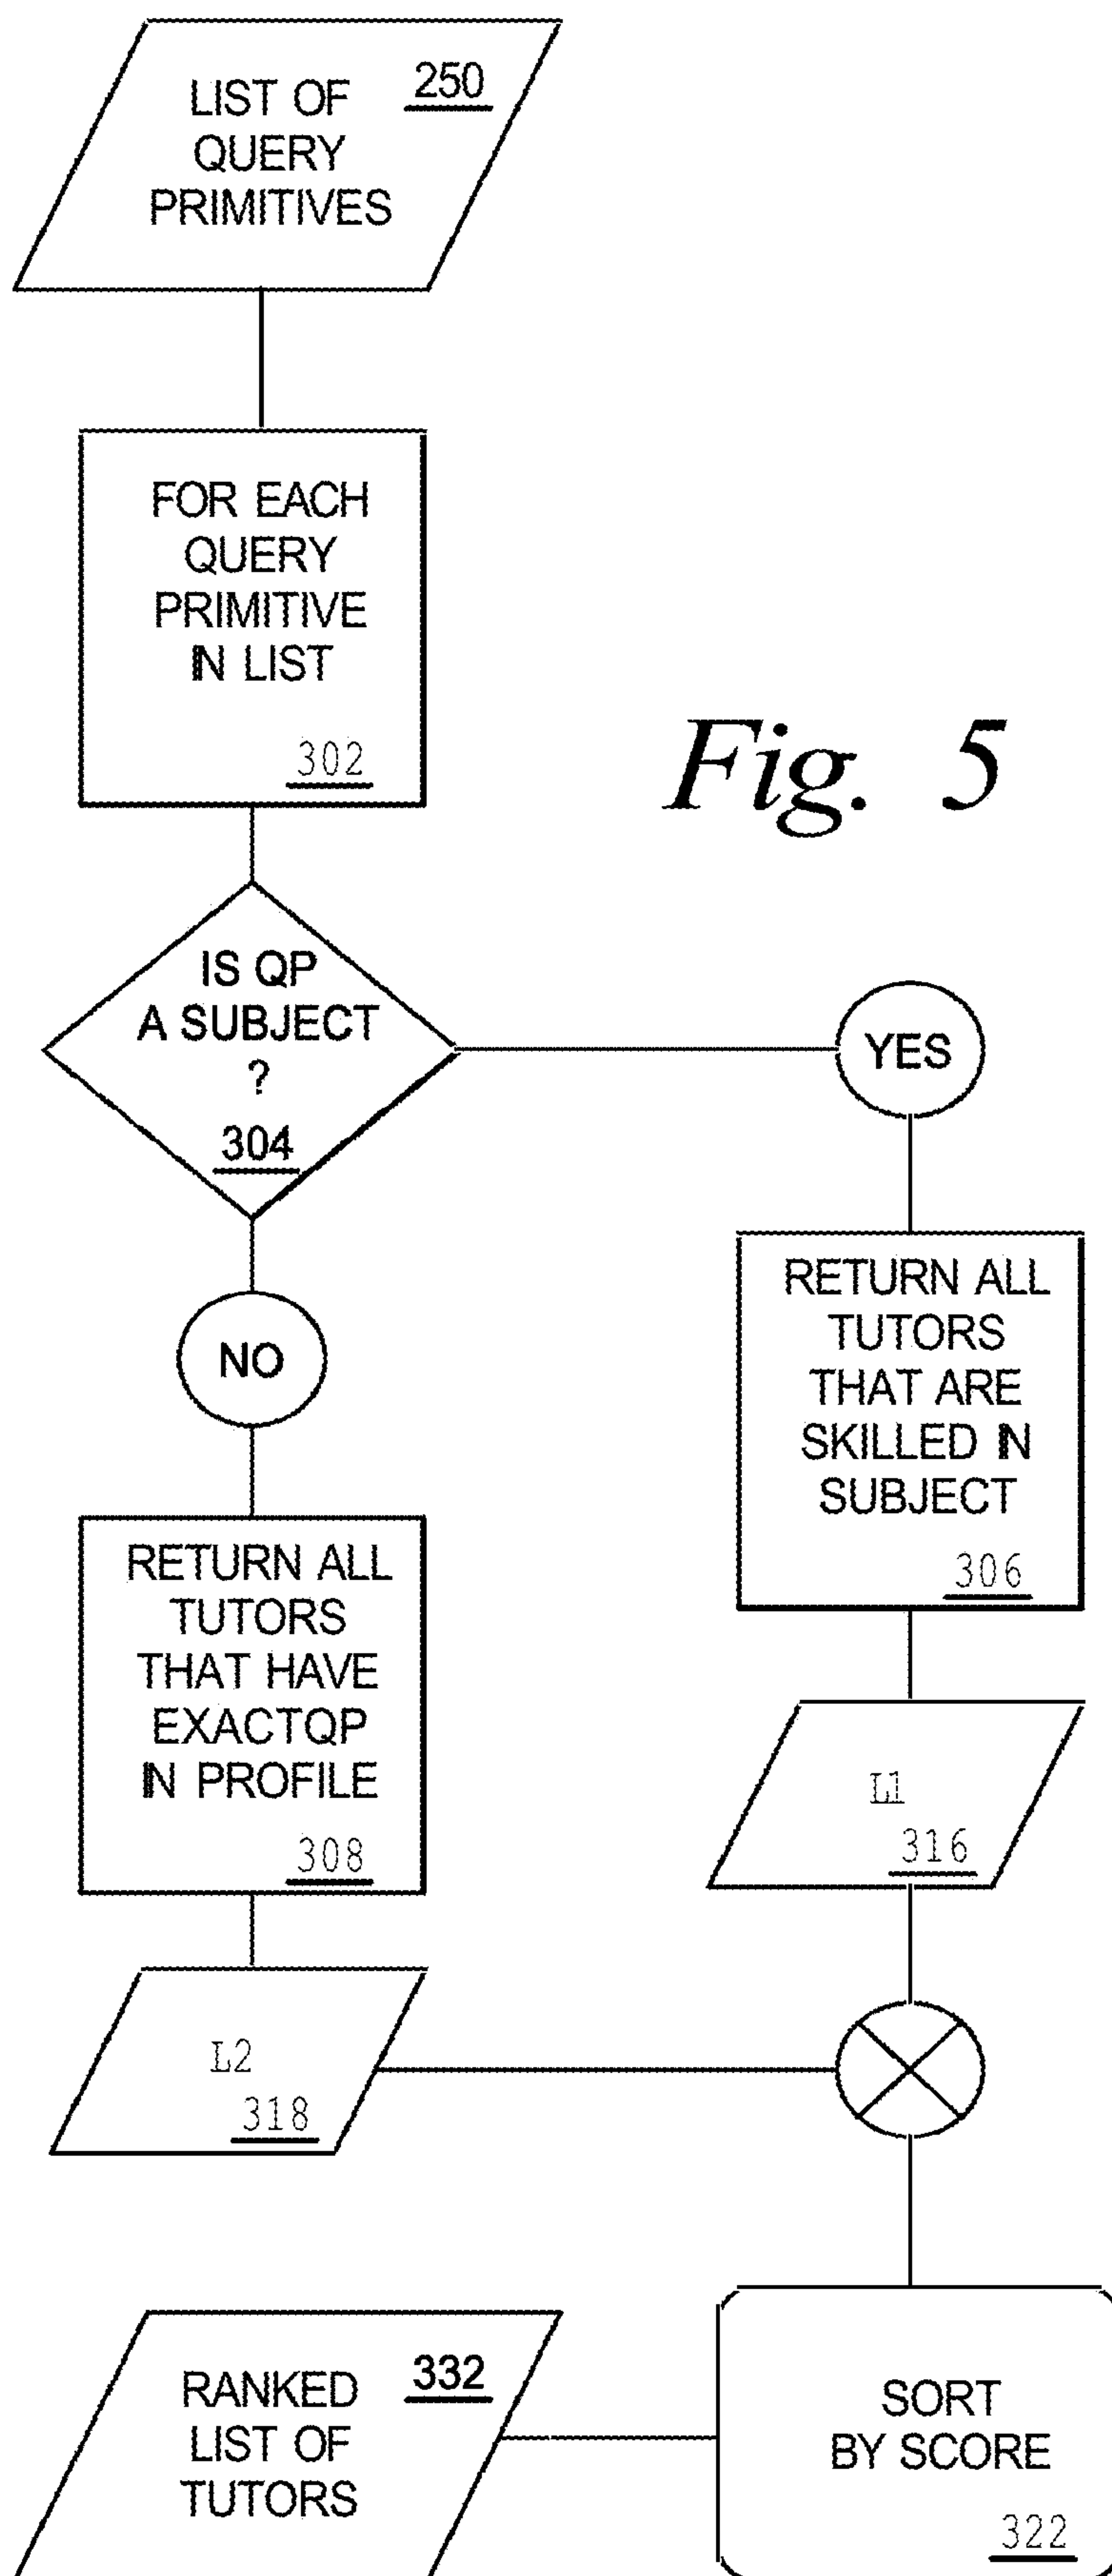 LIST OF
QUERY
PRIMITIVES
250
FOR EACH
QUERY
PRIMITIVE
IN LIST
302
Fig. 5
IS QP
A SUBJECT
?
304
YES
NO
RETURN ALL
TUTORS
THAT ARE
SKILLED IN
SUBJECT
306
RETURN ALL
TUTORS
THAT HAVE
EXACTQP
IN PROFILE
308
L1
316
L2
318
SORT
BY SCORE
322
RANKED
LIST OF
TUTORS
332